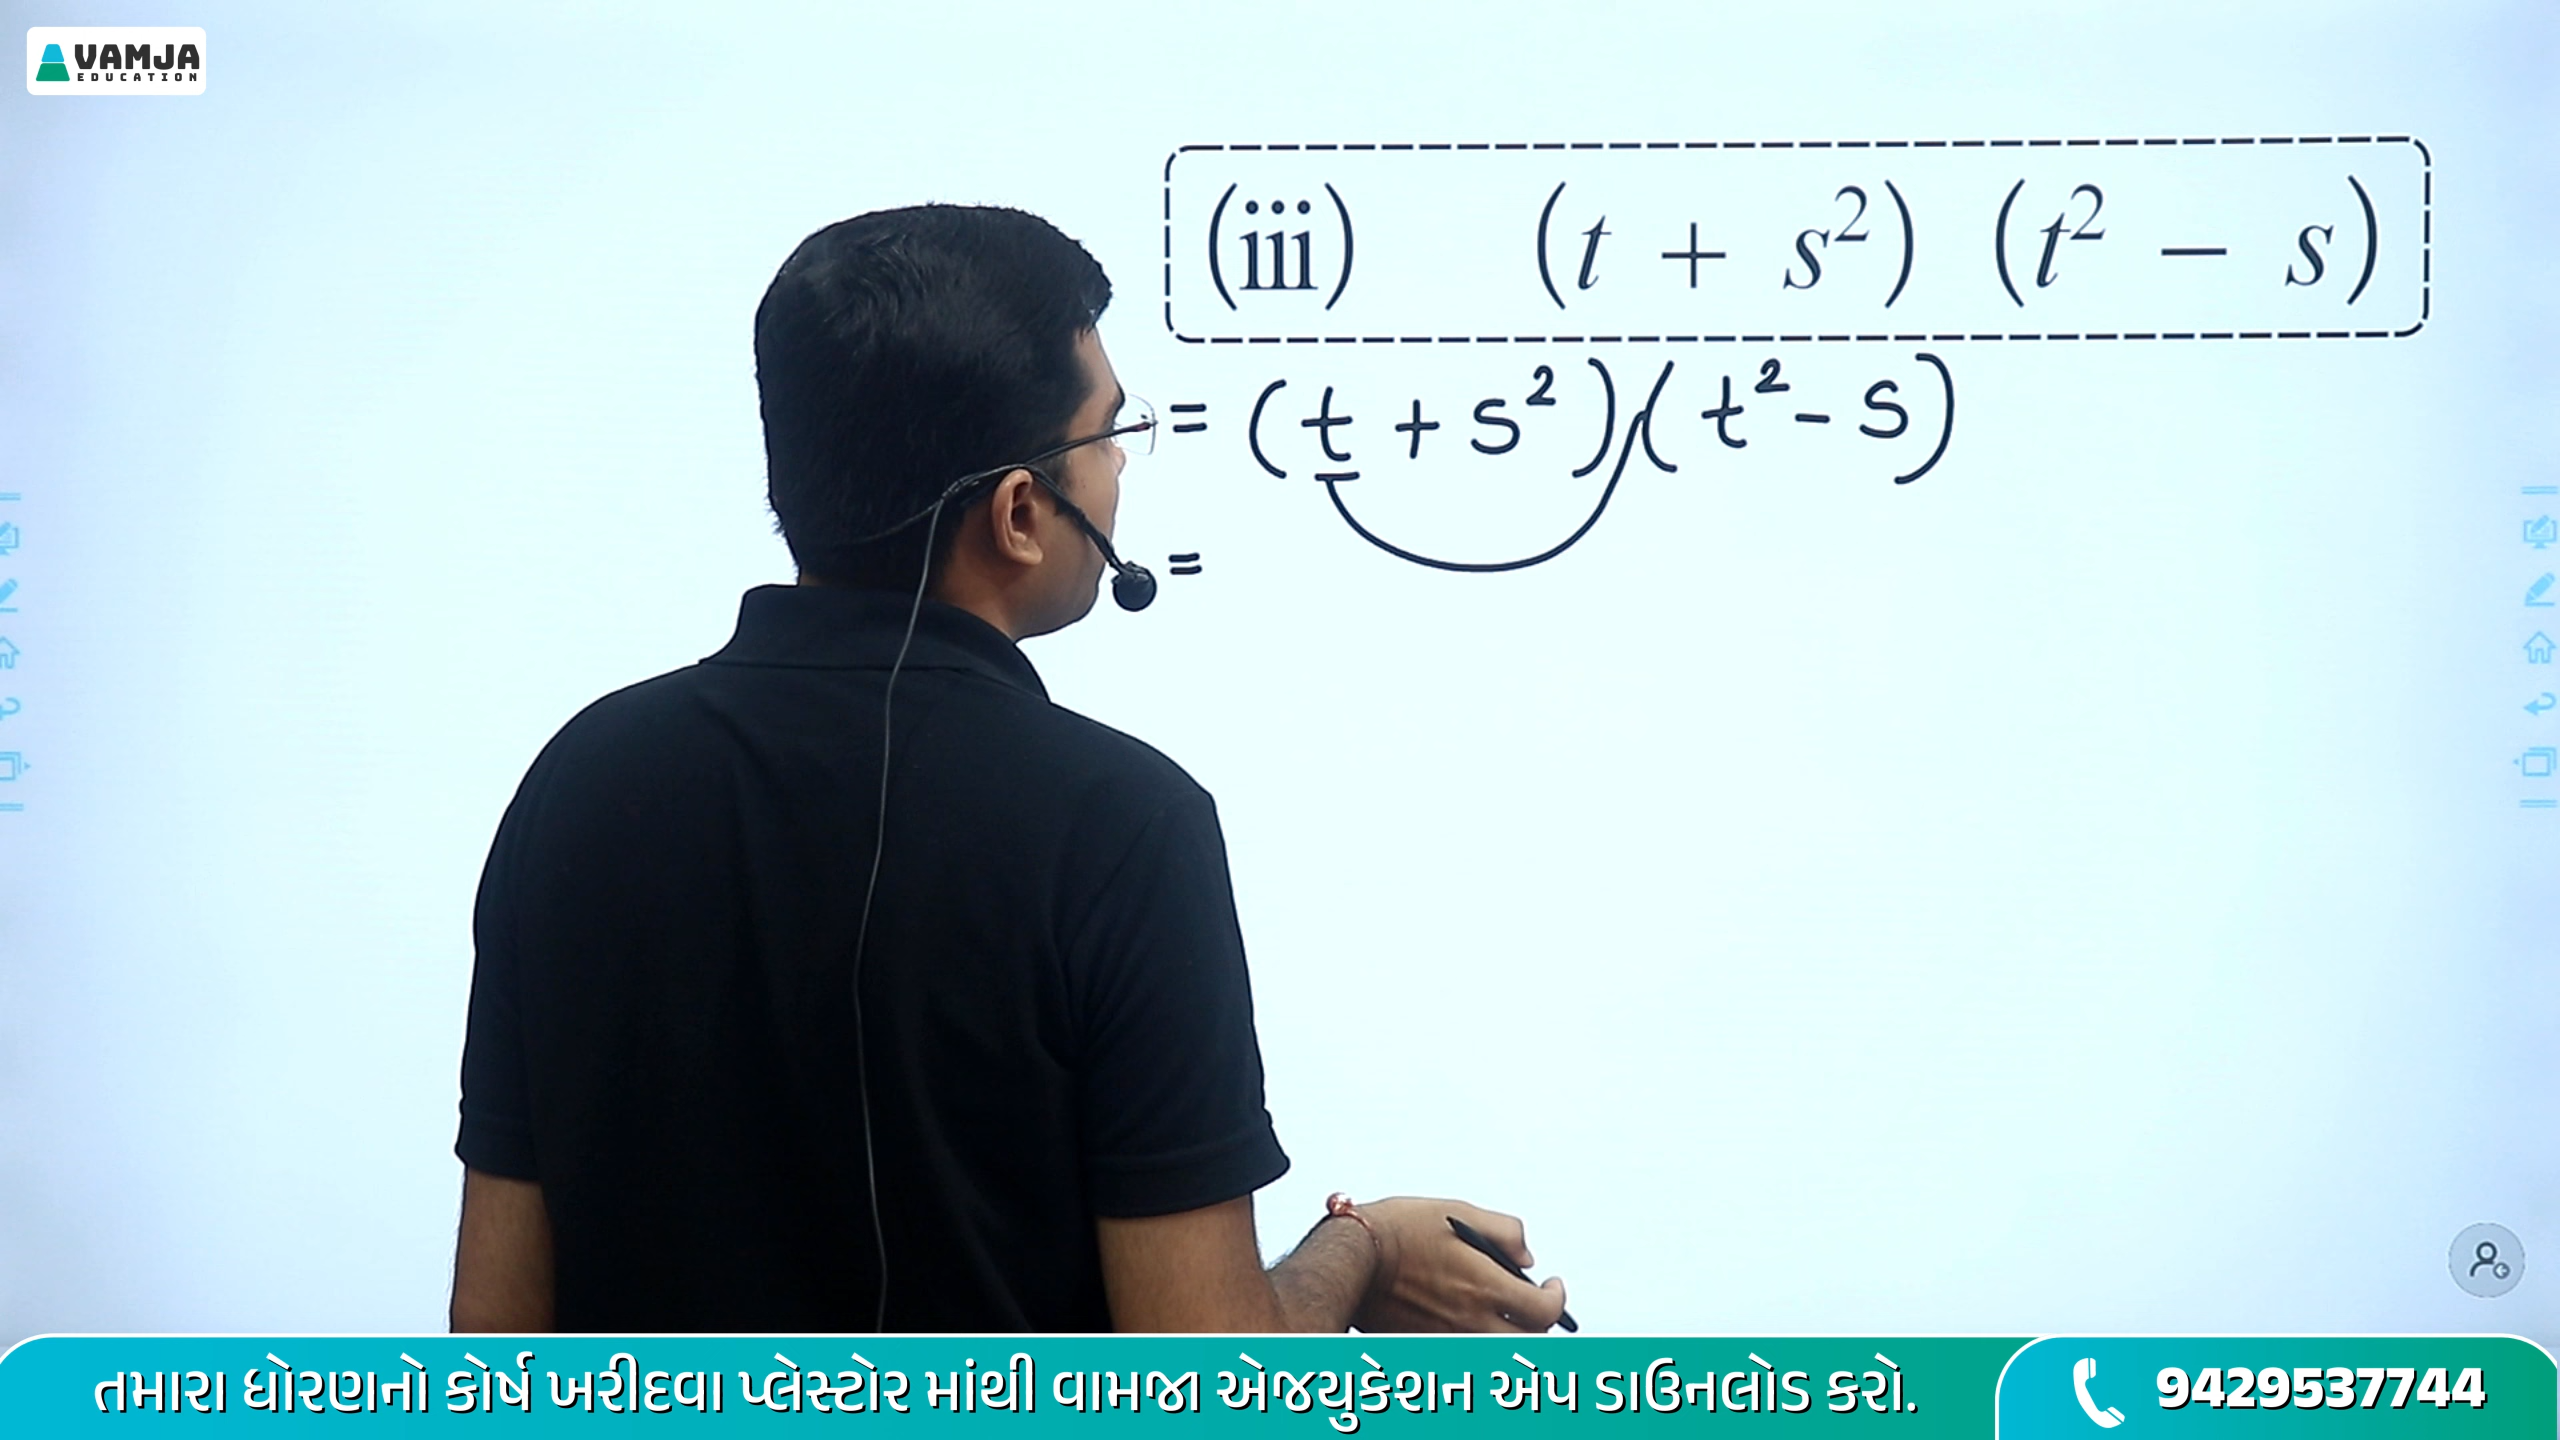 VAMJA
EDUCATION
(iii) (t + s²) (t² − s)
= (t + s²)(t² - s)
=
તમારા ધોરણનો કોર્ષ ખરીદવા પ્લેસ્ટોર માંથી વામજા એજ્યુકેશન એપ ડાઉનલોડ કરો.
9429537744